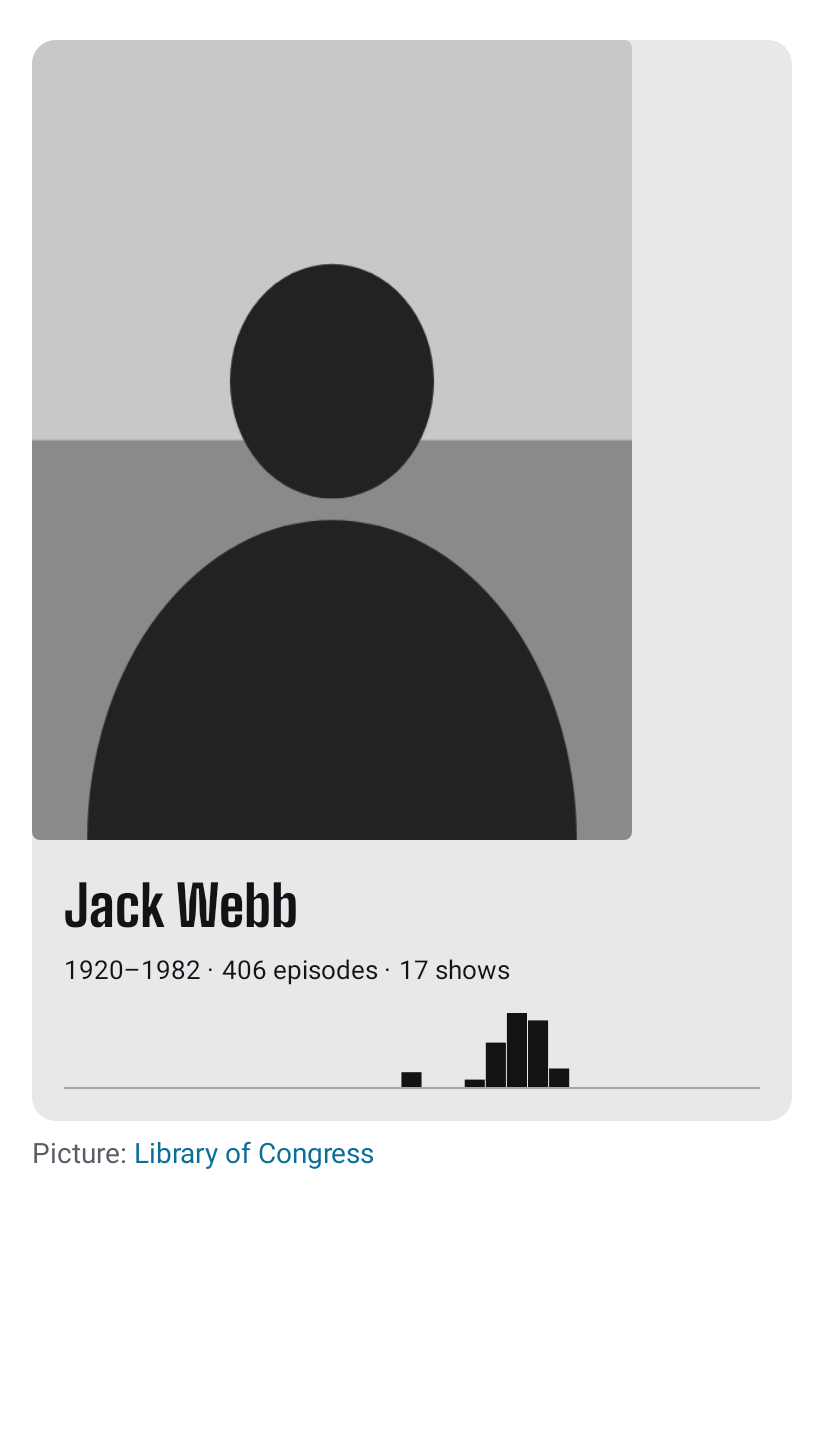 Jack Webb
1920–1982 · 406 episodes · 17 shows
Picture: Library of Congress